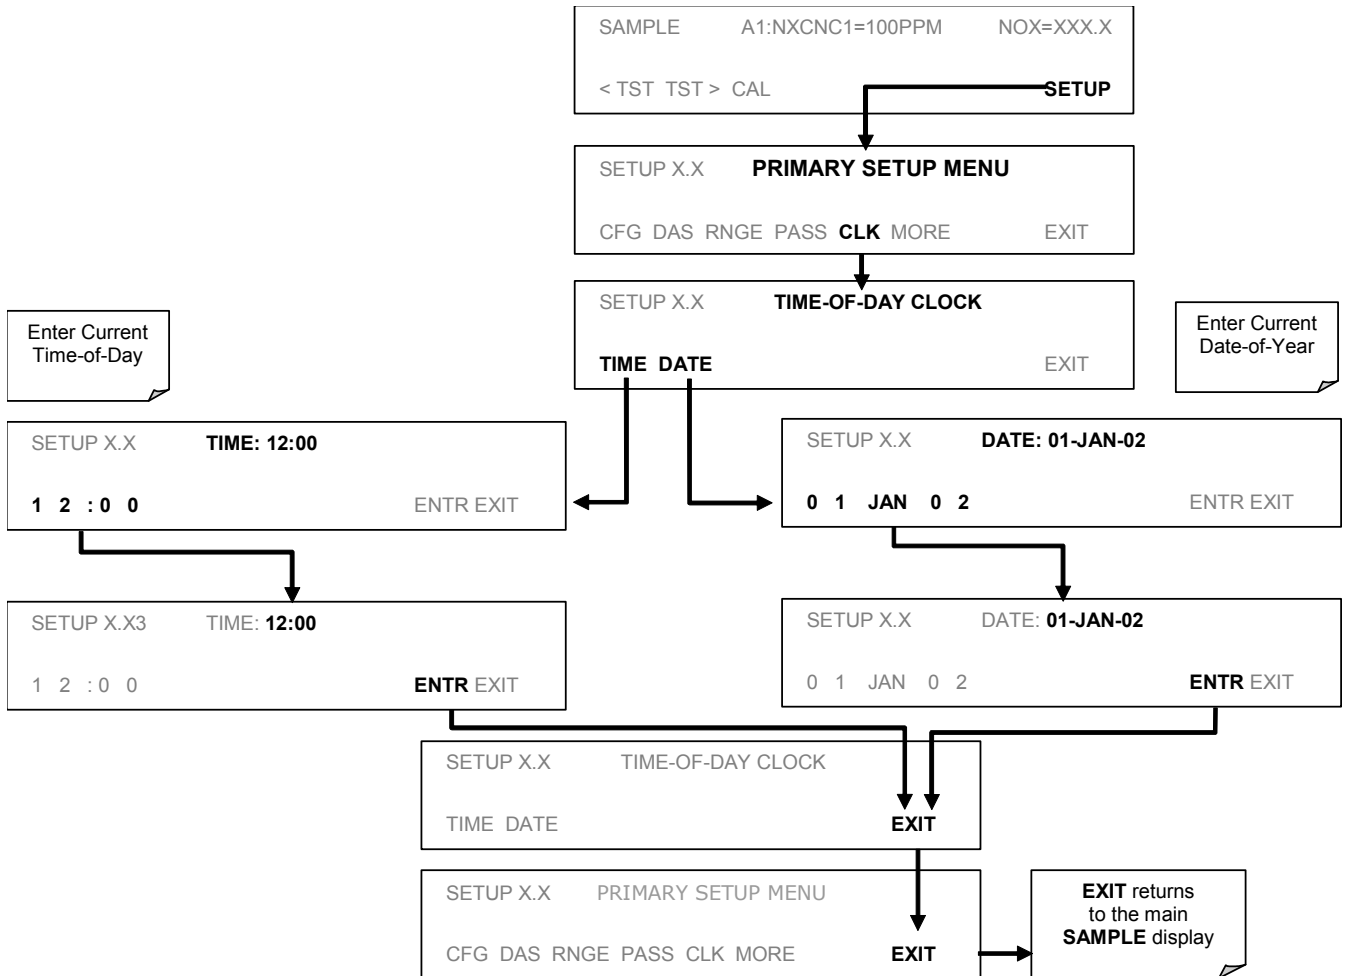 SAMPLE A1:NXCNC1=100PPM NOX=XXX.X
< TST TST > CAL SETUP
SETUP X.X PRIMARY SETUP MENU
CFG DAS RNGE PASS CLK MORE EXIT
SETUP X.X TIME-OF-DAY CLOCK
TIME DATE EXIT
Enter Current
Time-of-Day
Enter Current
Date-of-Year
SETUP X.X TIME: 12:00
1 2 :0 0 ENTR EXIT
SETUP X.X DATE: 01-JAN-02
0 1 JAN 0 2 ENTR EXIT
SETUP X.X3 TIME: 12:00
1 2 :0 0 ENTR EXIT
SETUP X.X DATE: 01-JAN-02
0 1 JAN 0 2 ENTR EXIT
SETUP X.X TIME-OF-DAY CLOCK
TIME DATE EXIT
SETUP X.X PRIMARY SETUP MENU
CFG DAS RNGE PASS CLK MORE EXIT
EXIT returns
to the main
SAMPLE display